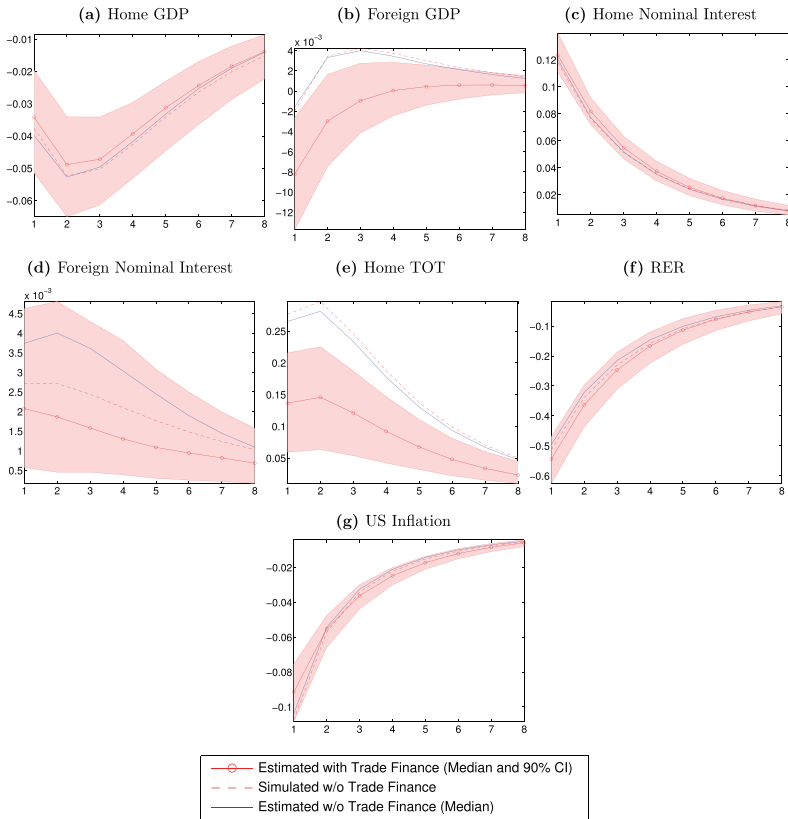 (a) Home GDP
(b) Foreign GDP
(c) Home Nominal Interest
−0.01
−0.02
−0.03
−0.04
−0.05
−0.06
1 2 3 4 5 6 7 8
x 10⁻³
4
2
0
−2
−4
−6
−8
−10
−12
1 2 3 4 5 6 7 8
0.12
0.1
0.08
0.06
0.04
0.02
1 2 3 4 5 6 7 8
(d) Foreign Nominal Interest
(e) Home TOT
(f) RER
x 10⁻³
4.5
4
3.5
3
2.5
2
1.5
1
0.5
1 2 3 4 5 6 7 8
0.25
0.2
0.15
0.1
0.05
1 2 3 4 5 6 7 8
−0.1
−0.2
−0.3
−0.4
−0.5
−0.6
1 2 3 4 5 6 7 8
(g) US Inflation
−0.02
−0.04
−0.06
−0.08
−0.1
1 2 3 4 5 6 7 8
Estimated with Trade Finance (Median and 90% CI)
Simulated w/o Trade Finance
Estimated w/o Trade Finance (Median)